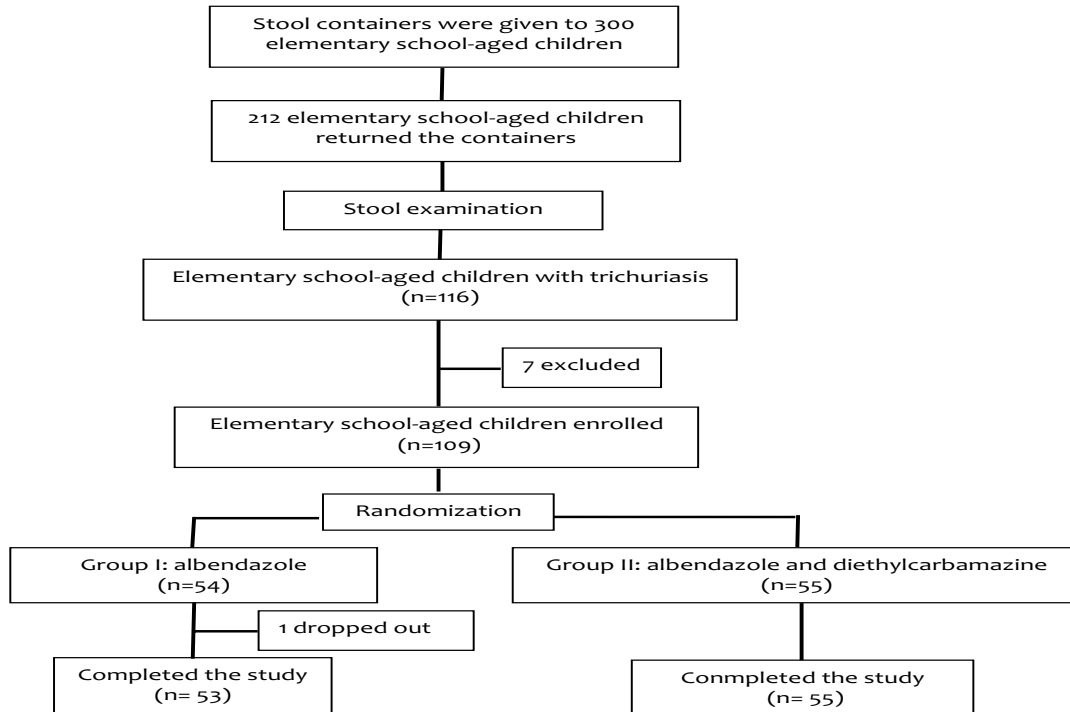 Stool containers were given to 300
elementary school-aged children
212 elementary school-aged children
returned the containers
Stool examination
Elementary school-aged children with trichuriasis
(n=116)
7 excluded
Elementary school-aged children enrolled
(n=109)
Randomization
Group I: albendazole
(n=54)
Group II: albendazole and diethylcarbamazine
(n=55)
1 dropped out
Completed the study
(n= 53)
Conmpleted the study
(n= 55)